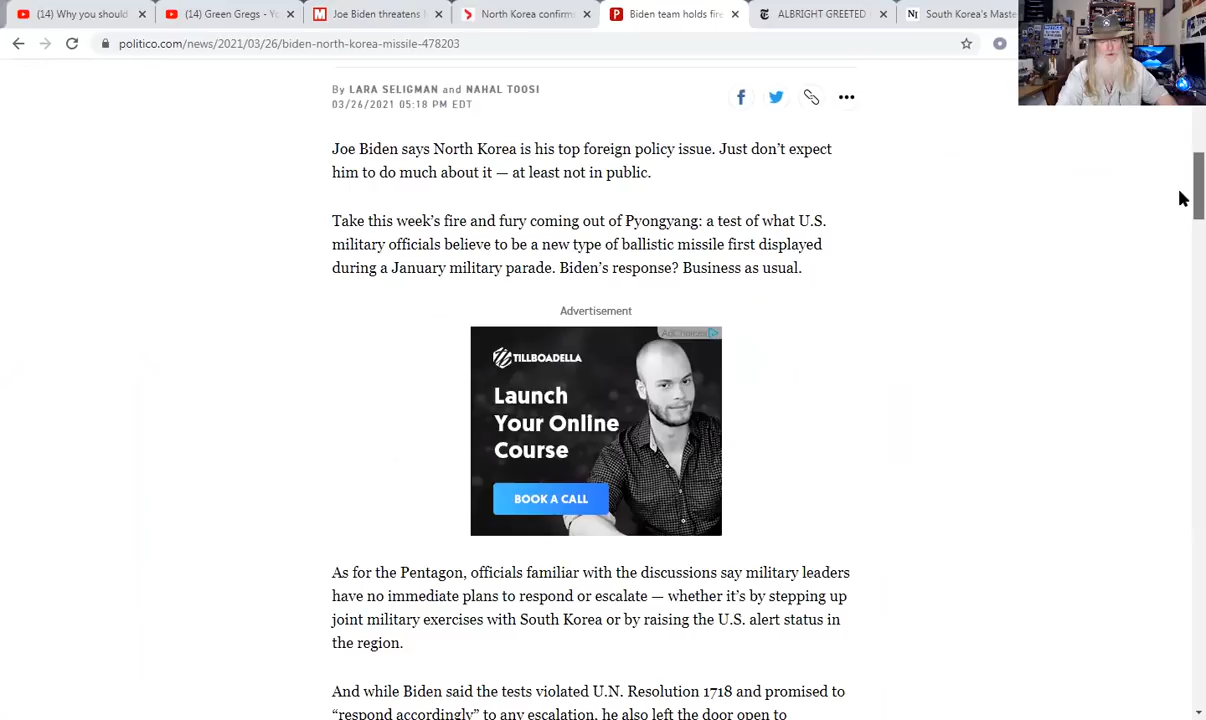 (14) Why you should
(14) Green Gregs - Yo
Joe Biden threatens
North Korea confirm
Biden team holds fire
ALBRIGHT GREETED
South Korea's Maste
politico.com/news/2021/03/26/biden-north-korea-missile-478203
By LARA SELIGMAN and NAHAL TOOSI
03/26/2021 05:18 PM EDT
Joe Biden says North Korea is his top foreign policy issue. Just don’t expect
him to do much about it — at least not in public.
Take this week’s fire and fury coming out of Pyongyang: a test of what U.S.
military officials believe to be a new type of ballistic missile first displayed
during a January military parade. Biden’s response? Business as usual.
Advertisement
AdChoices
TILLBOADELLA
Launch
Your Online
Course
BOOK A CALL
As for the Pentagon, officials familiar with the discussions say military leaders
have no immediate plans to respond or escalate — whether it’s by stepping up
joint military exercises with South Korea or by raising the U.S. alert status in
the region.
And while Biden said the tests violated U.N. Resolution 1718 and promised to
“respond accordingly” to any escalation, he also left the door open to